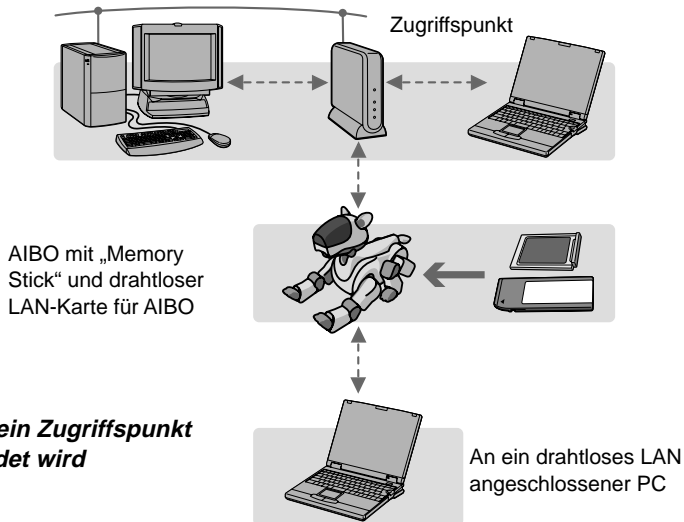 Zugriffspunkt
AIBO mit „Memory
Stick“ und drahtloser
LAN-Karte für AIBO
ein Zugriffspunkt
det wird
An ein drahtloses LAN
angeschlossener PC